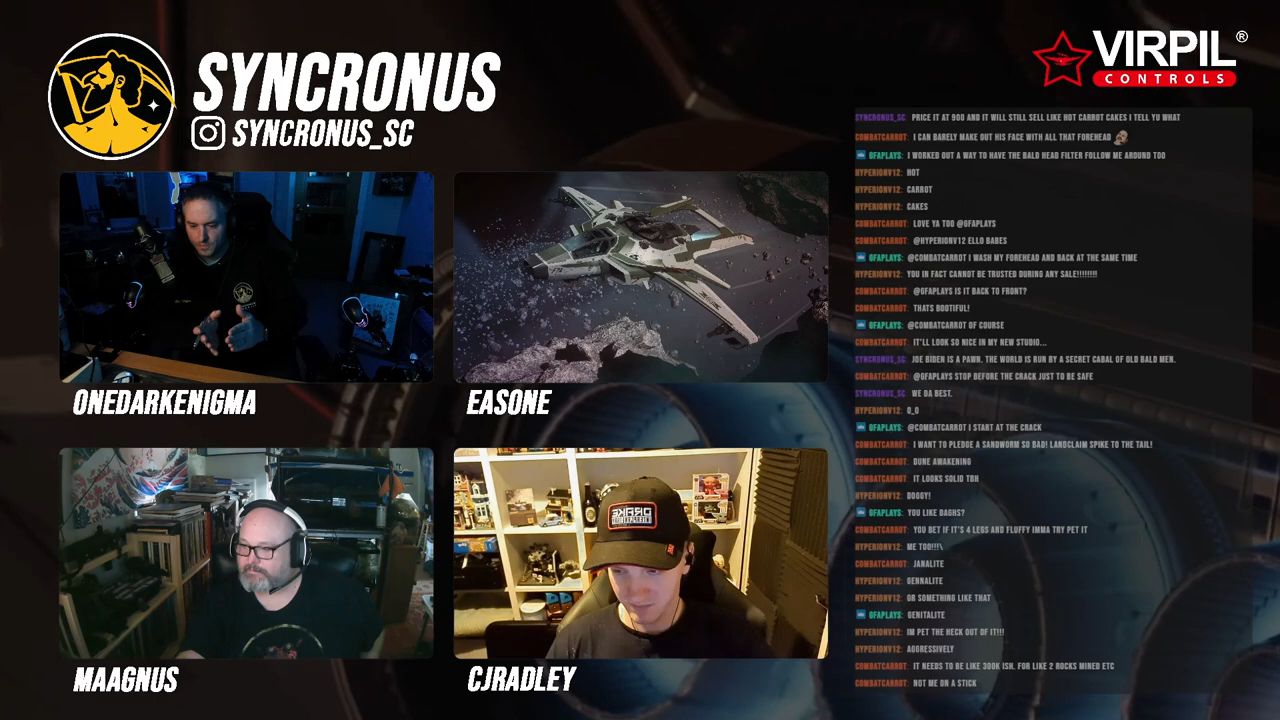 SYNCRONUS
SYNCRONUS_SC
VIRPIL®
CONTROLS
ONEDARKENIGMA
EASONE
MAAGNUS
CJRADLEY
SYNCRONUS_SC: PRICE IT AT 900 AND IT WILL STILL SELL LIKE HOT CARROT CAKES I TELL YU WHAT
COMBATCARROT: I CAN BARELY MAKE OUT HIS FACE WITH ALL THAT FOREHEAD
GFAPLAYS: I WORKED OUT A WAY TO HAVE THE BALD HEAD FILTER FOLLOW ME AROUND TOO
HYPERIONV12: HOT
HYPERIONV12: CARROT
HYPERIONV12: CAKES
COMBATCARROT: LOVE YA TOO @GFAPLAYS
COMBATCARROT: @HYPERIONV12 ELLO BABES
GFAPLAYS: @COMBATCARROT I WASH MY FOREHEAD AND BACK AT THE SAME TIME
HYPERIONV12: YOU IN FACT CANNOT BE TRUSTED DURING ANY SALE!!!!!!!!
COMBATCARROT: @GFAPLAYS IS IT BACK TO FRONT?
COMBATCARROT: THATS BOOTIFUL!
GFAPLAYS: @COMBATCARROT OF COURSE
COMBATCARROT: IT'LL LOOK SO NICE IN MY NEW STUDIO...
SYNCRONUS_SC: JOE BIDEN IS A PAWN. THE WORLD IS RUN BY A SECRET CABAL OF OLD BALD MEN.
COMBATCARROT: @GFAPLAYS STOP BEFORE THE CRACK JUST TO BE SAFE
SYNCRONUS_SC: WE DA BEST.
HYPERIONV12: O_O
GFAPLAYS: @COMBATCARROT I START AT THE CRACK
COMBATCARROT: I WANT TO PLEDGE A SANDWORM SO BAD! LANDCLAIM SPIKE TO THE TAIL!
COMBATCARROT: DUNE AWAKENING
COMBATCARROT: IT LOOKS SOLID TBH
HYPERIONV12: DOGGY!
GFAPLAYS: YOU LIKE DAGHS?
COMBATCARROT: YOU BET IF IT'S 4 LEGS AND FLUFFY IMMA TRY PET IT
HYPERIONV12: ME TOO!!!!\
COMBATCARROT: JANALITE
HYPERIONV12: GENNALITE
HYPERIONV12: OR SOMETHING LIKE THAT
GFAPLAYS: GENITALITE
HYPERIONV12: IM PET THE HECK OUT OF IT!!!
HYPERIONV12: AGGRESSIVELY
COMBATCARROT: IT NEEDS TO BE LIKE 300K ISH. FOR LIKE 2 ROCKS MINED ETC
COMBATCARROT: NOT ME ON A STICK
DRAKE